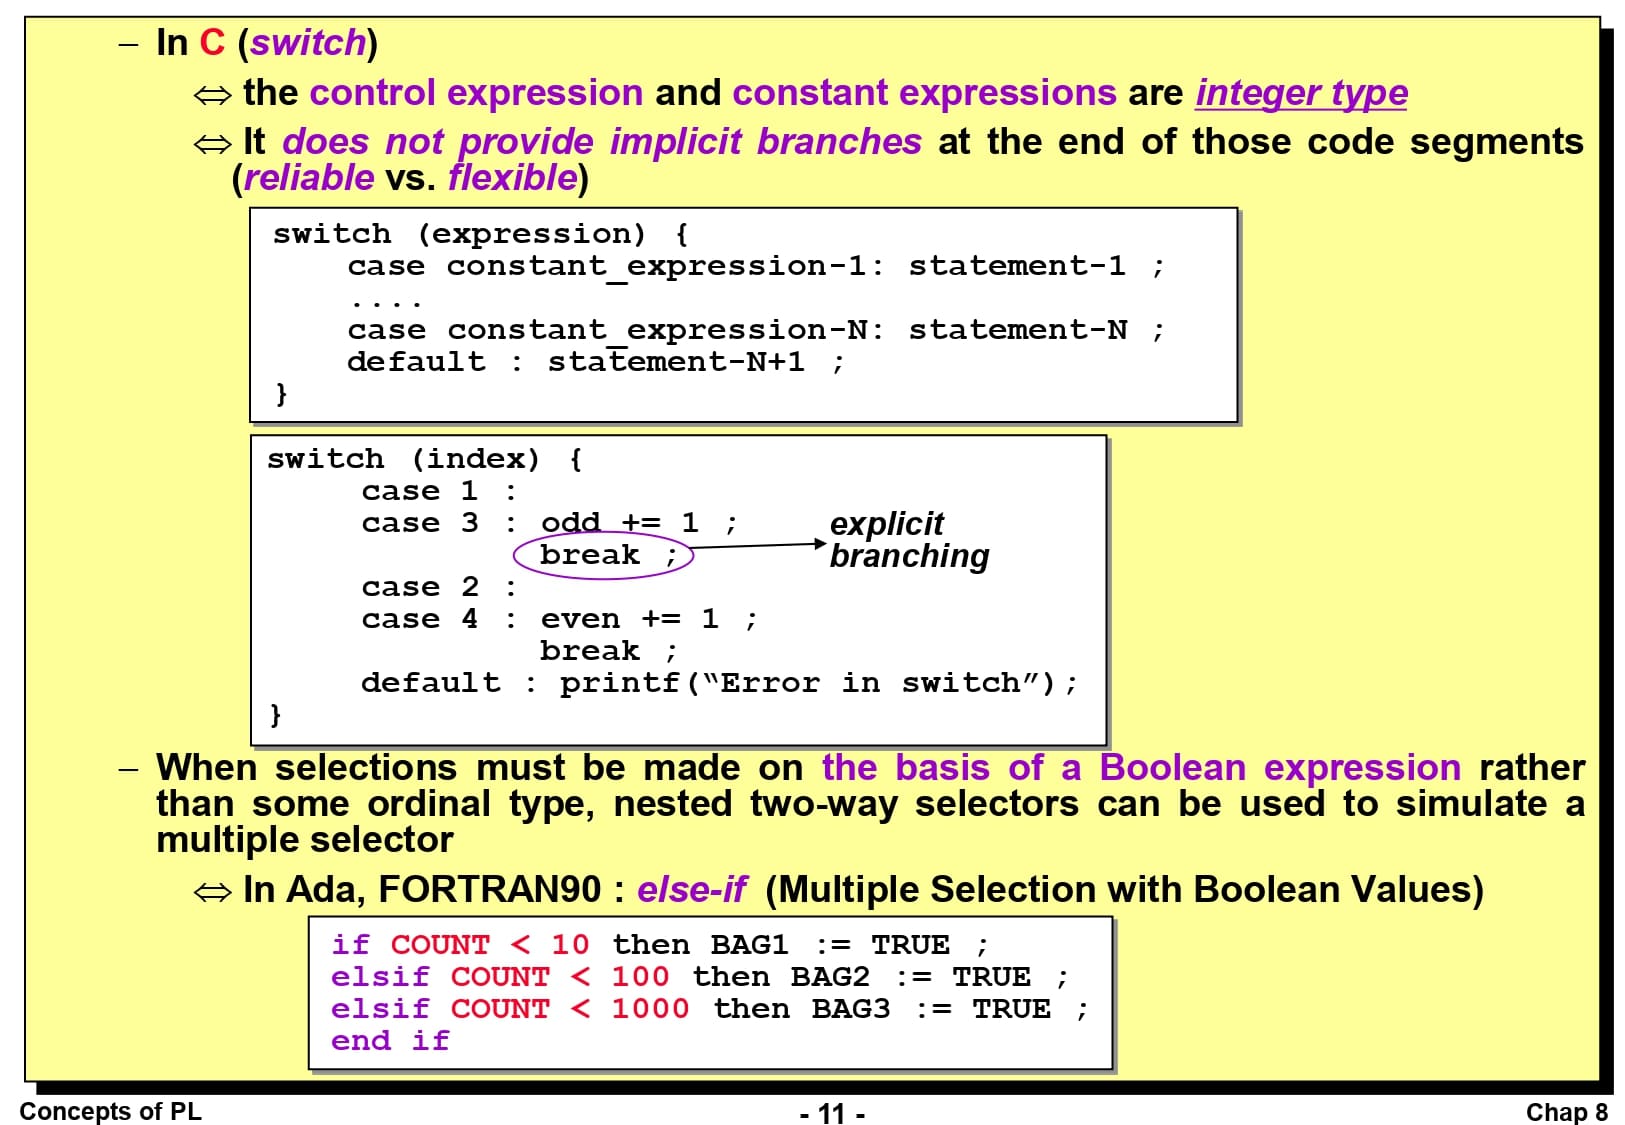 – In C (switch)
⇔ the control expression and constant expressions are integer type
⇔ It does not provide implicit branches at the end of those code segments
(reliable vs. flexible)
switch (expression) {
    case constant_expression-1: statement-1 ;
    ....
    case constant_expression-N: statement-N ;
    default : statement-N+1 ;
}
switch (index) {
    case 1 :
    case 3 : odd += 1 ;
explicit
             break ;
branching
    case 2 :
    case 4 : even += 1 ;
             break ;
    default : printf(“Error in switch”);
}
– When selections must be made on the basis of a Boolean expression rather
than some ordinal type, nested two-way selectors can be used to simulate a
multiple selector
⇔ In Ada, FORTRAN90 : else-if (Multiple Selection with Boolean Values)
if COUNT < 10 then BAG1 := TRUE ;
elsif COUNT < 100 then BAG2 := TRUE ;
elsif COUNT < 1000 then BAG3 := TRUE ;
end if
Concepts of PL
- 11 -
Chap 8